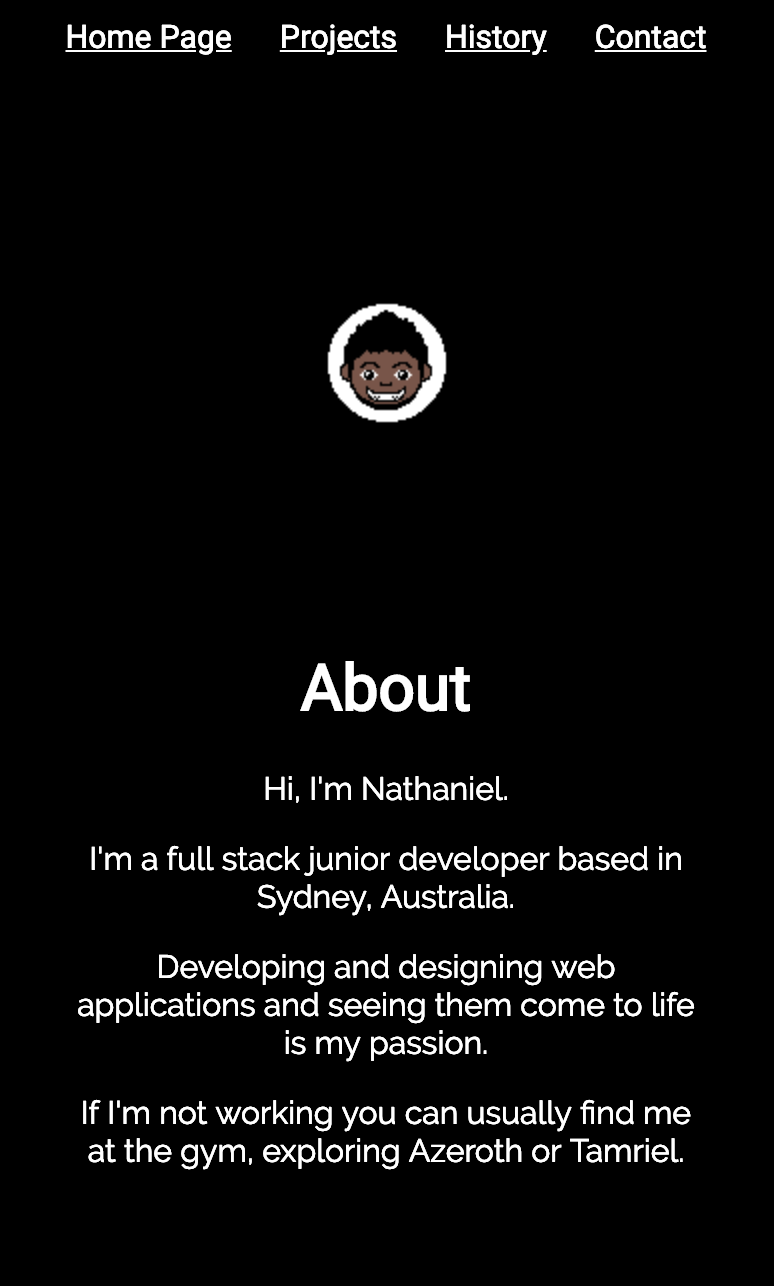 Home Page Projects History Contact
About
Hi, I'm Nathaniel.
I'm a full stack junior developer based in
Sydney, Australia.
Developing and designing web
applications and seeing them come to life
is my passion.
If I'm not working you can usually find me
at the gym, exploring Azeroth or Tamriel.